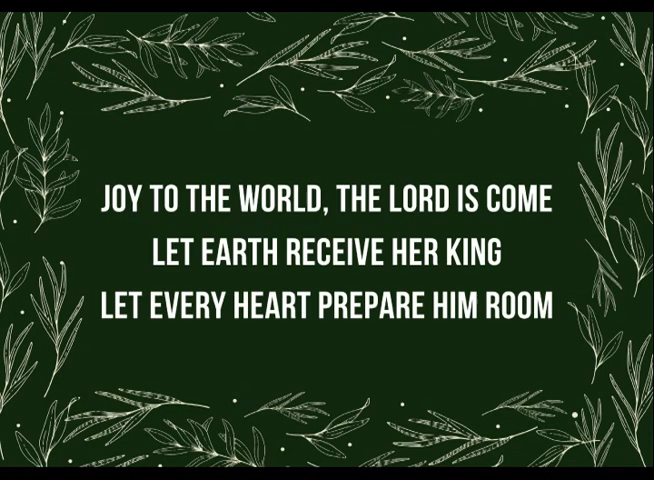 JOY TO THE WORLD, THE LORD IS COME
LET EARTH RECEIVE HER KING
LET EVERY HEART PREPARE HIM ROOM